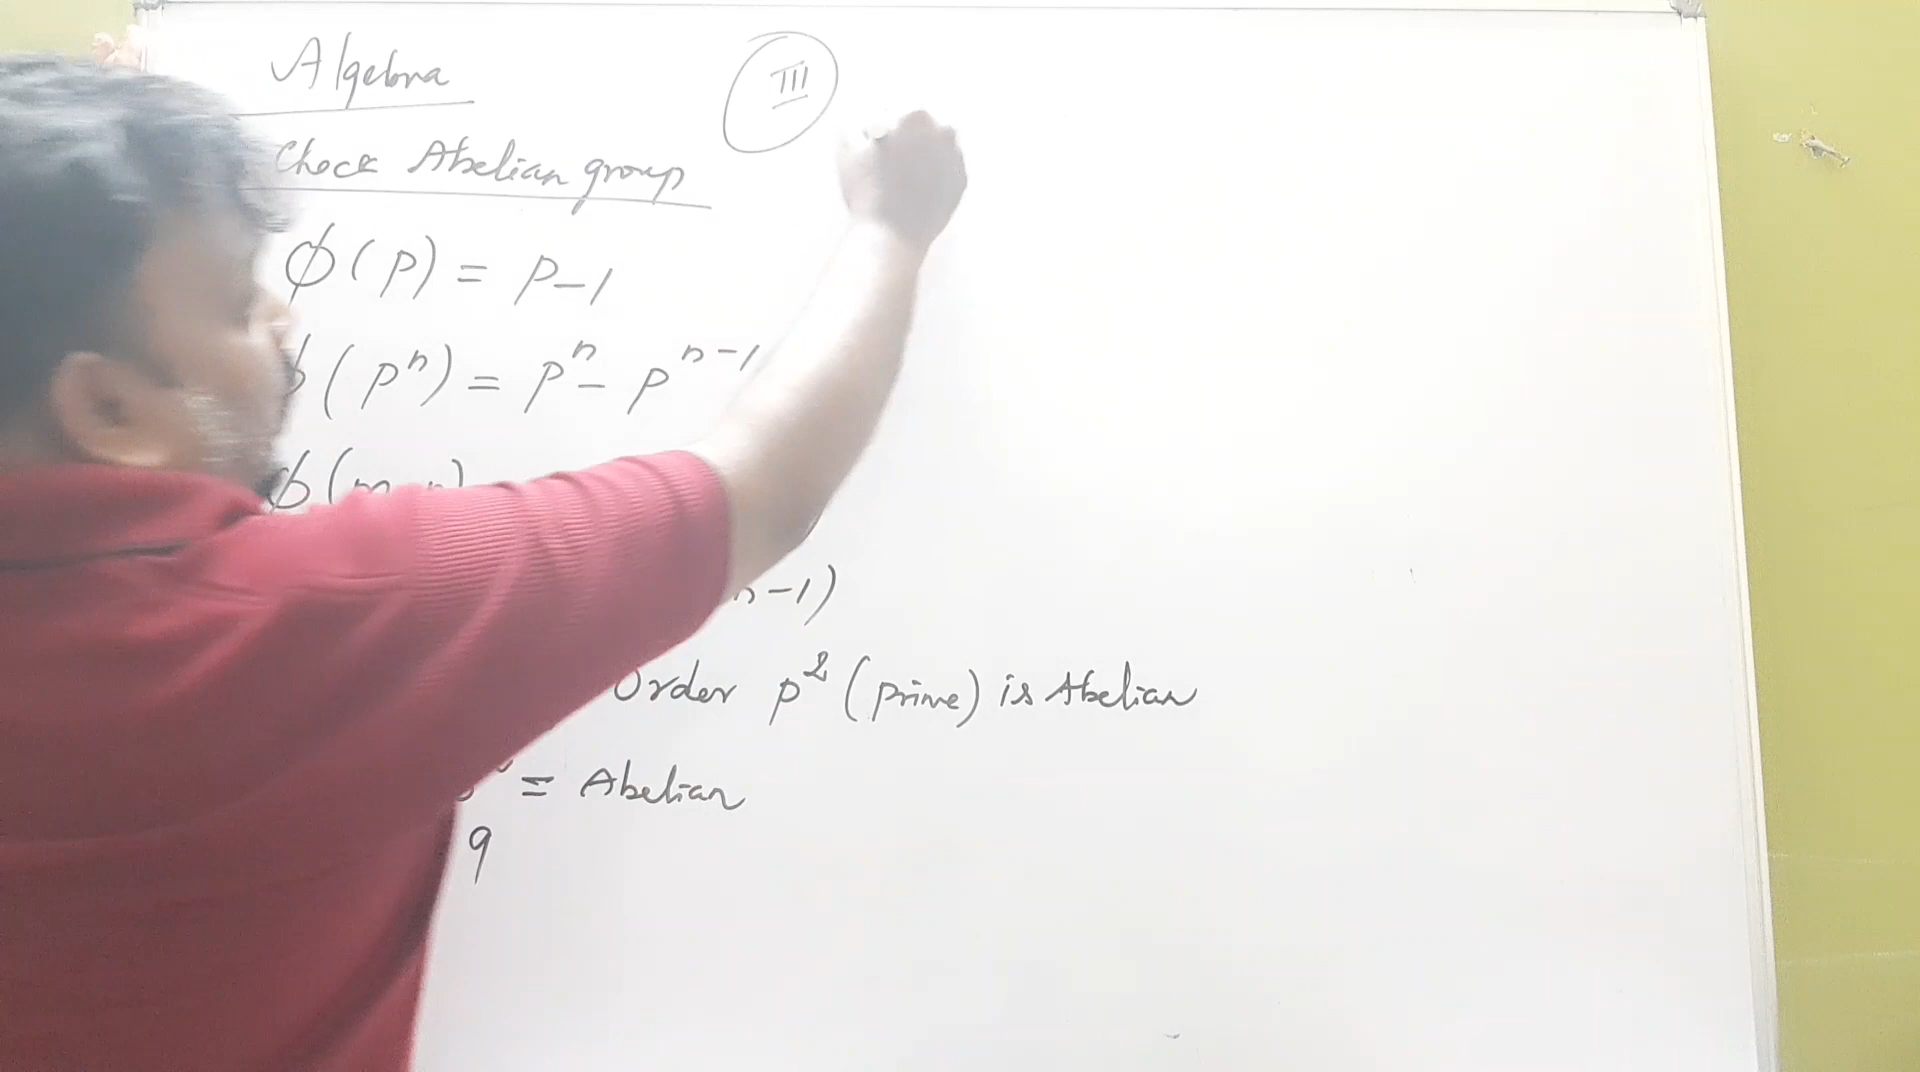 Algebra
III
Check Abelian group
ϕ(p) = p-1
ϕ(pⁿ) = pⁿ - pⁿ⁻¹
ϕ(m n)
n-1)
Order p² (prime) is Abelian
= Abelian
9